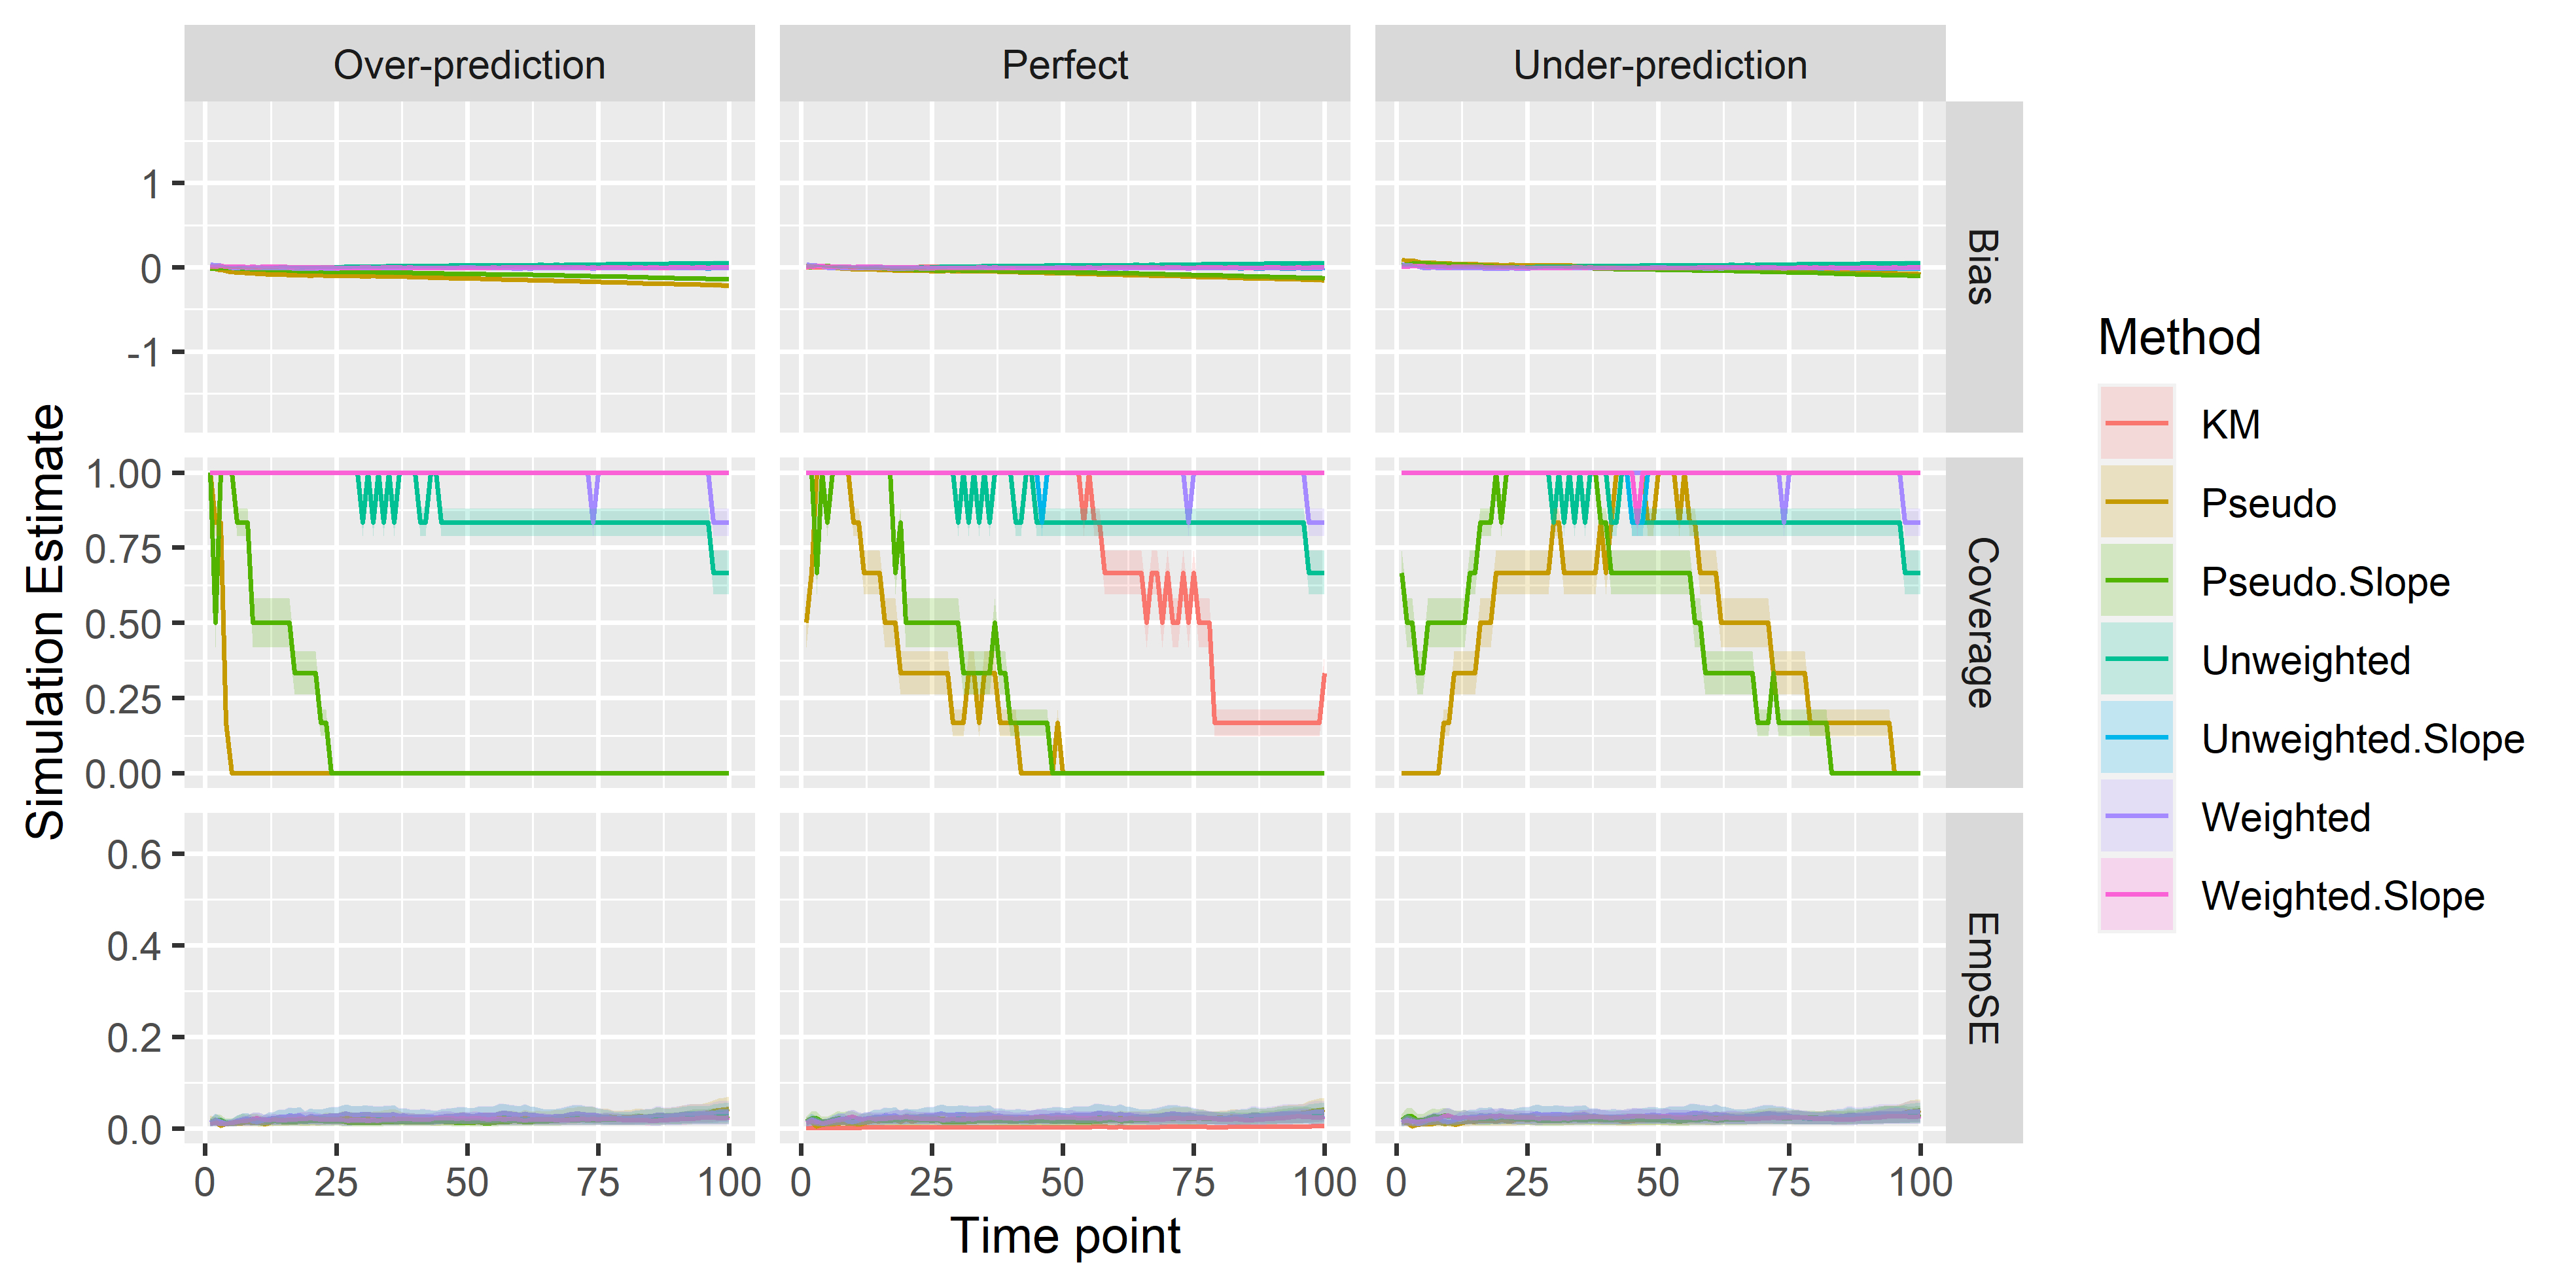 Over-prediction Perfect Under-prediction
Simulation Estimate
1
0
-1
Bias
1.00
0.75
0.50
0.25
0.00
Coverage
0.6
0.4
0.2
0.0
EmpSE
0 25 50 75 100 0 25 50 75 100 0 25 50 75 100
Time point
Method
KM
Pseudo
Pseudo.Slope
Unweighted
Unweighted.Slope
Weighted
Weighted.Slope